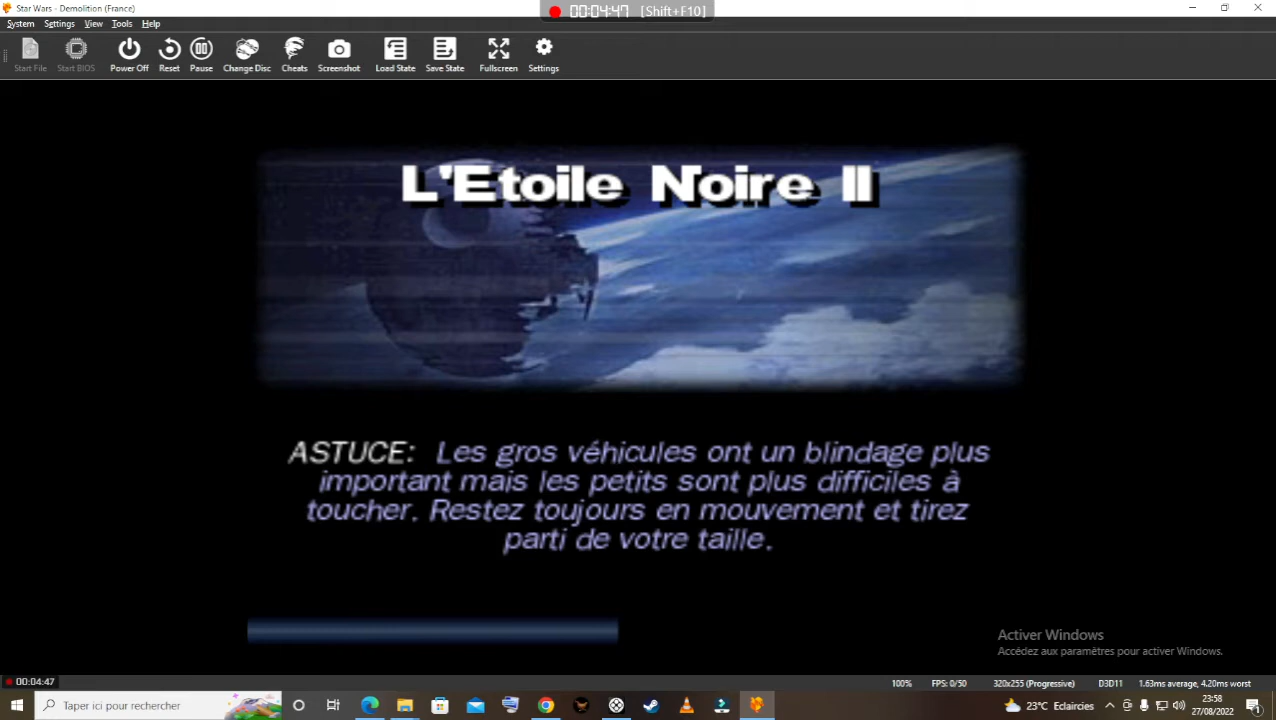 Star Wars - Demolition (France)
00:04:47 [Shift+F10]
System Settings View Tools Help
Start File Start BIOS Power Off Reset Pause Change Disc Cheats Screenshot Load State Save State Fullscreen Settings
L'Etoile Noire II
ASTUCE: Les gros véhicules ont un blindage plus
important mais les petits sont plus difficiles à
toucher. Restez toujours en mouvement et tirez
parti de votre taille.
Activer Windows
Accédez aux paramètres pour activer Windows.
00:04:47 100% FPS: 0/50 320x255 (Progressive) D3D11 1.63ms average, 4.20ms worst
Taper ici pour rechercher 23°C Eclaircies 23:58
27/08/2022